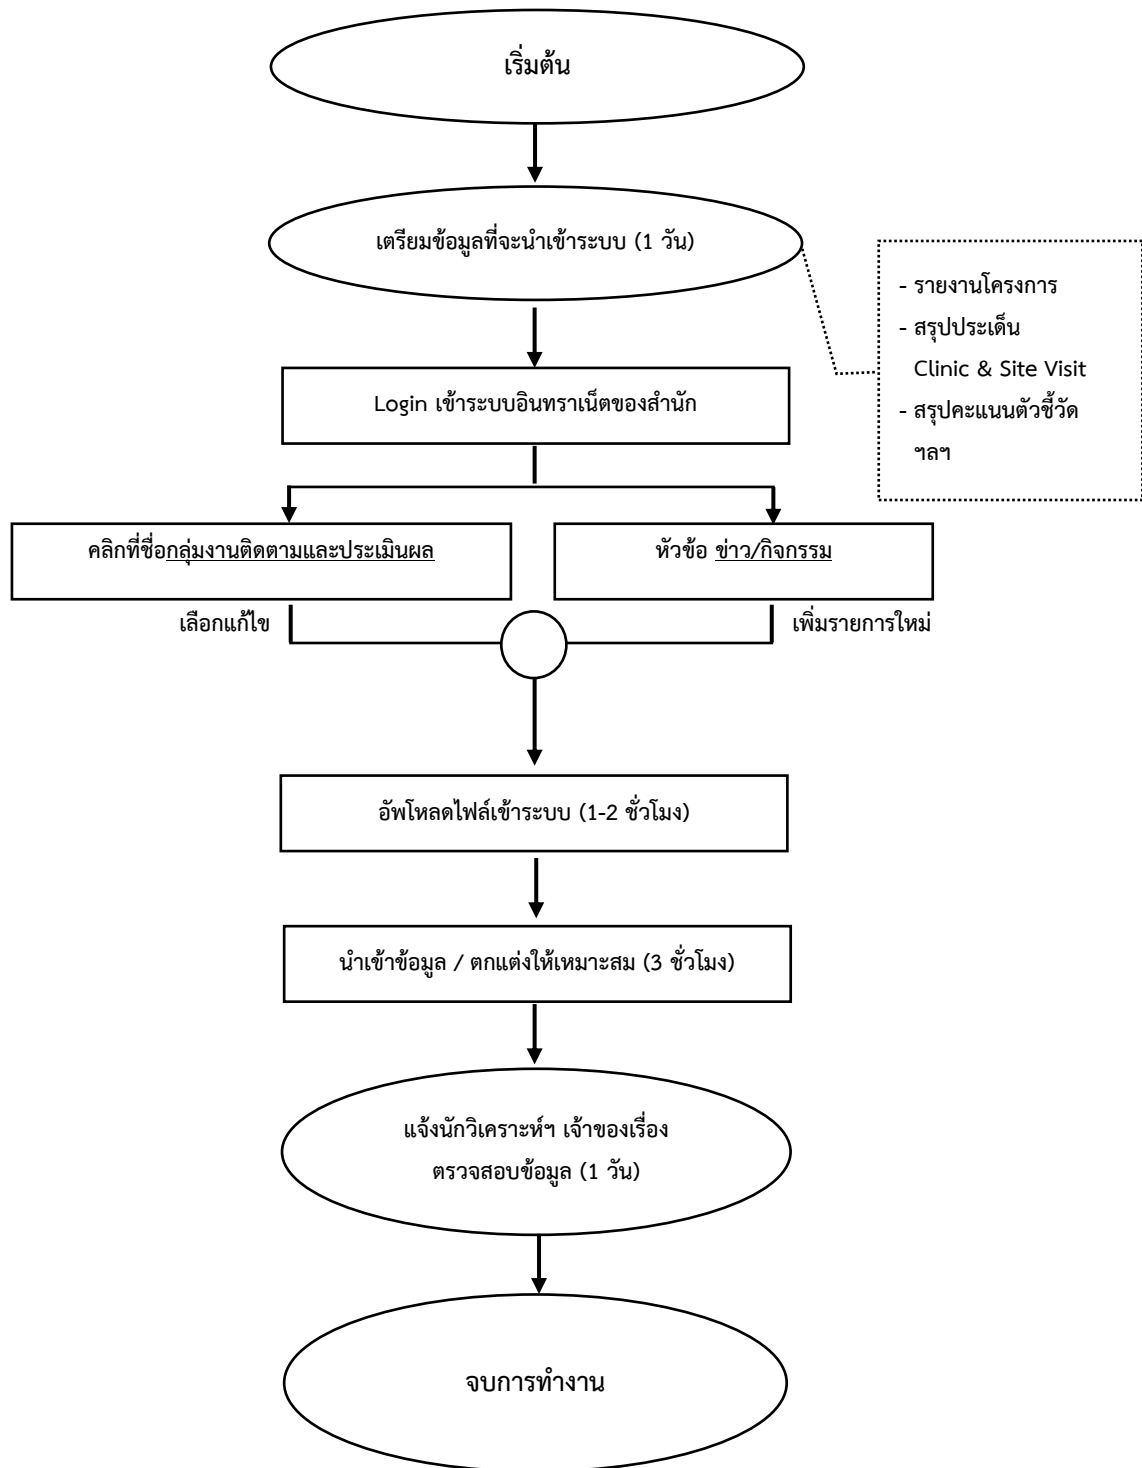 เริ่มต้น
เตรียมข้อมูลที่จะนำเข้าระบบ (1 วัน)
- รายงานโครงการ
- สรุปประเด็น
Clinic & Site Visit
- สรุปคะแนนตัวชี้วัด
ฯลฯ
Login เข้าระบบอินทราเน็ตของสำนัก
คลิกที่ชื่อกลุ่มงานติดตามและประเมินผล
หัวข้อ ข่าว/กิจกรรม
เลือกแก้ไข
เพิ่มรายการใหม่
อัพโหลดไฟล์เข้าระบบ (1-2 ชั่วโมง)
นำเข้าข้อมูล / ตกแต่งให้เหมาะสม (3 ชั่วโมง)
แจ้งนักวิเคราะห์ฯ เจ้าของเรื่อง
ตรวจสอบข้อมูล (1 วัน)
จบการทำงาน